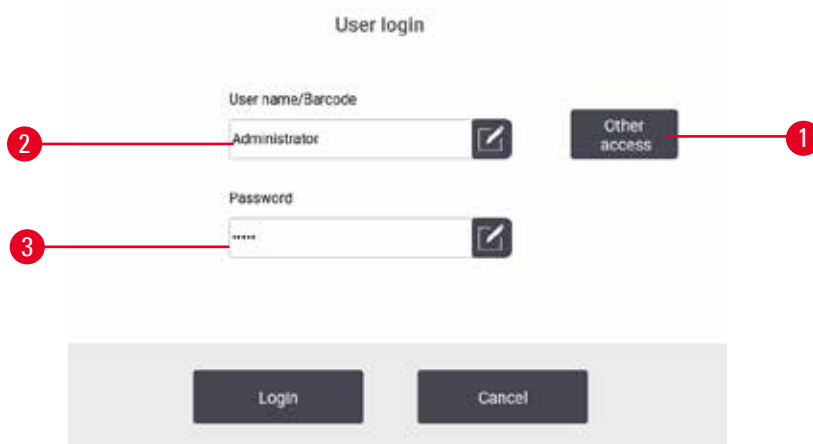 User login
User name/Barcode
2
Administrator
Other
access
1
Password
3
•••••
Login
Cancel